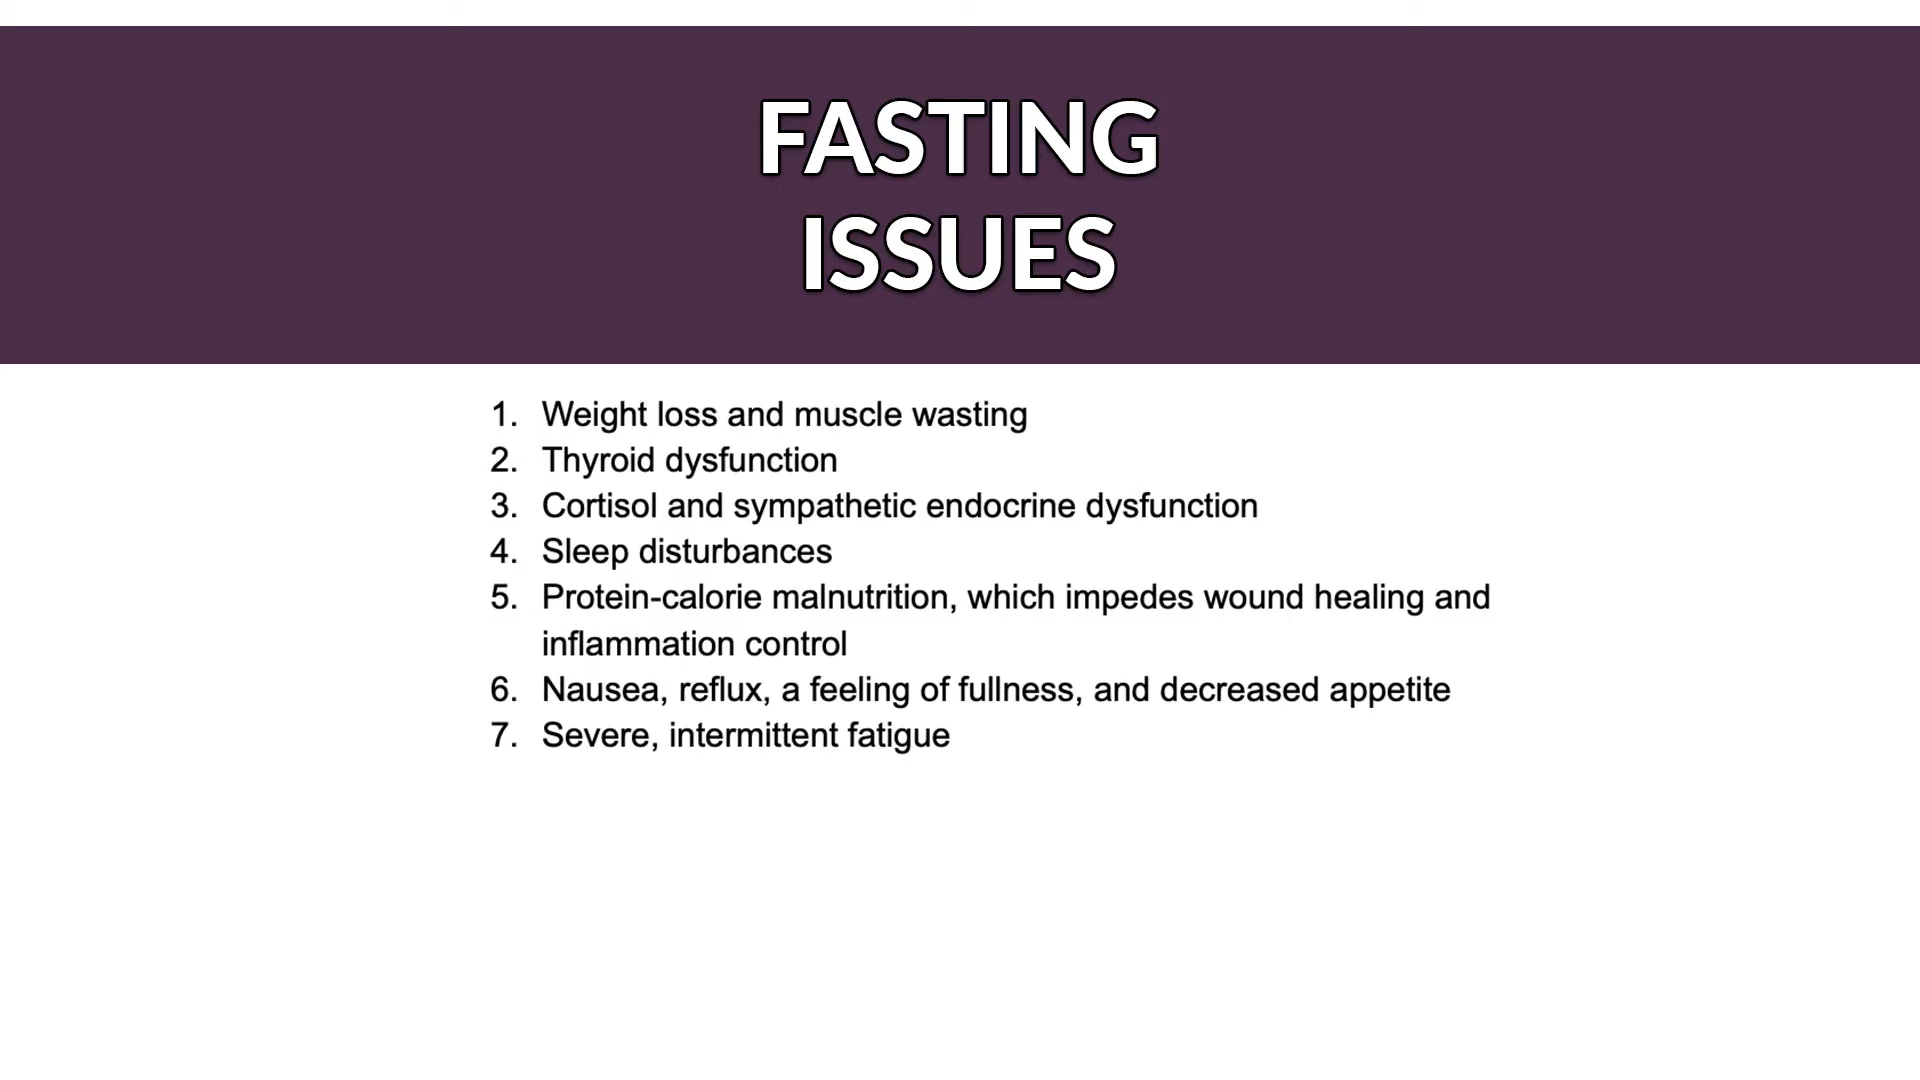 FASTING
ISSUES
1. Weight loss and muscle wasting
2. Thyroid dysfunction
3. Cortisol and sympathetic endocrine dysfunction
4. Sleep disturbances
5. Protein-calorie malnutrition, which impedes wound healing and
inflammation control
6. Nausea, reflux, a feeling of fullness, and decreased appetite
7. Severe, intermittent fatigue